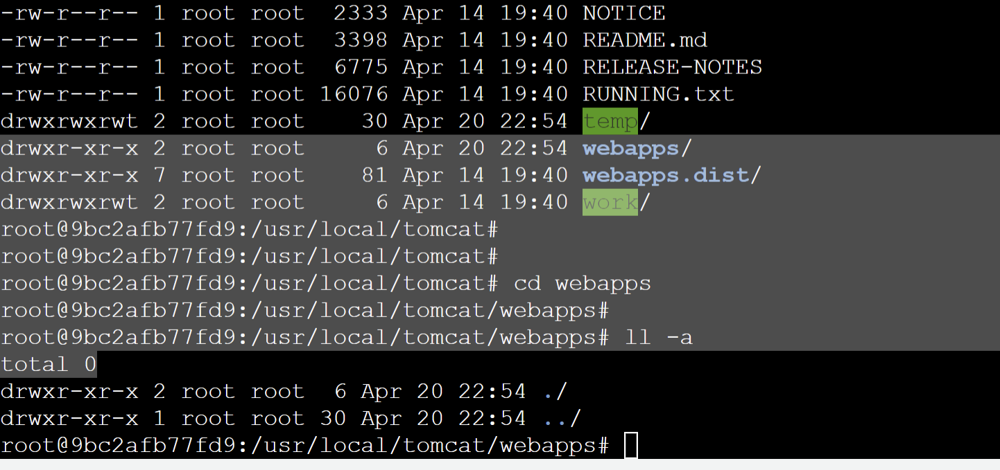 -rw-r--r-- 1 root root  2333 Apr 14 19:40 NOTICE
-rw-r--r-- 1 root root  3398 Apr 14 19:40 README.md
-rw-r--r-- 1 root root  6775 Apr 14 19:40 RELEASE-NOTES
-rw-r--r-- 1 root root 16076 Apr 14 19:40 RUNNING.txt
drwxrwxrwt 2 root root    30 Apr 20 22:54 temp/
drwxr-xr-x 2 root root     6 Apr 20 22:54 webapps/
drwxr-xr-x 7 root root    81 Apr 14 19:40 webapps.dist/
drwxrwxrwt 2 root root     6 Apr 14 19:40 work/
root@9bc2afb77fd9:/usr/local/tomcat#
root@9bc2afb77fd9:/usr/local/tomcat#
root@9bc2afb77fd9:/usr/local/tomcat# cd webapps
root@9bc2afb77fd9:/usr/local/tomcat/webapps#
root@9bc2afb77fd9:/usr/local/tomcat/webapps# ll -a
total 0
drwxr-xr-x 2 root root  6 Apr 20 22:54 ./
drwxr-xr-x 1 root root 30 Apr 20 22:54 ../
root@9bc2afb77fd9:/usr/local/tomcat/webapps#